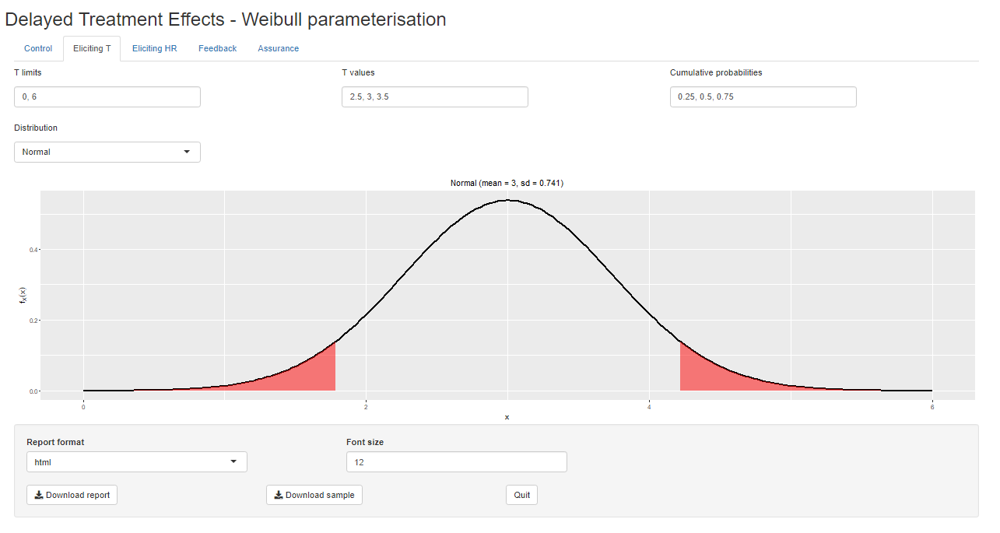 Delayed Treatment Effects - Weibull parameterisation
Control Eliciting T Eliciting HR Feedback Assurance
T limits T values Cumulative probabilities
0, 6 2.5, 3, 3.5 0.25, 0.5, 0.75
Distribution
Normal
Normal (mean = 3, sd = 0.741)
0.4
fX(x)
0.2
0.0
0 2 4 6
x
Report format Font size
html 12
Download report Download sample Quit